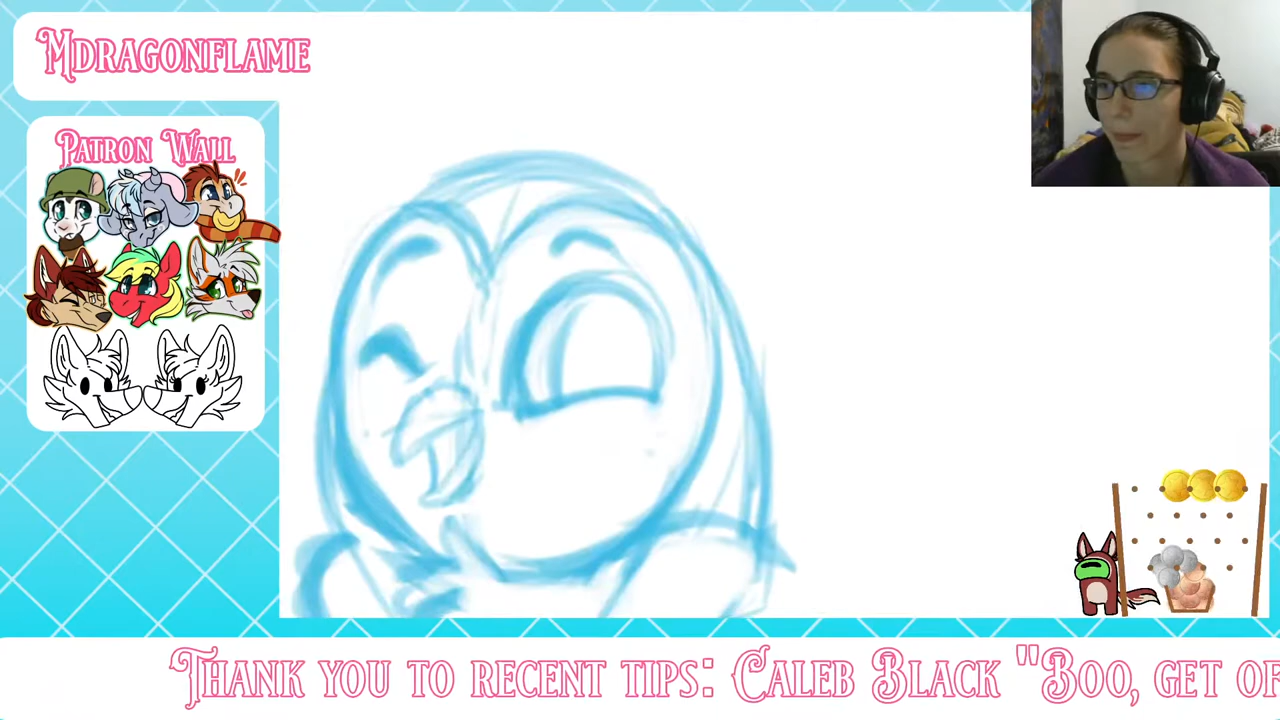 Mdragonflame
Patron Wall
Thank you to recent tips: Caleb Black "Boo, get of